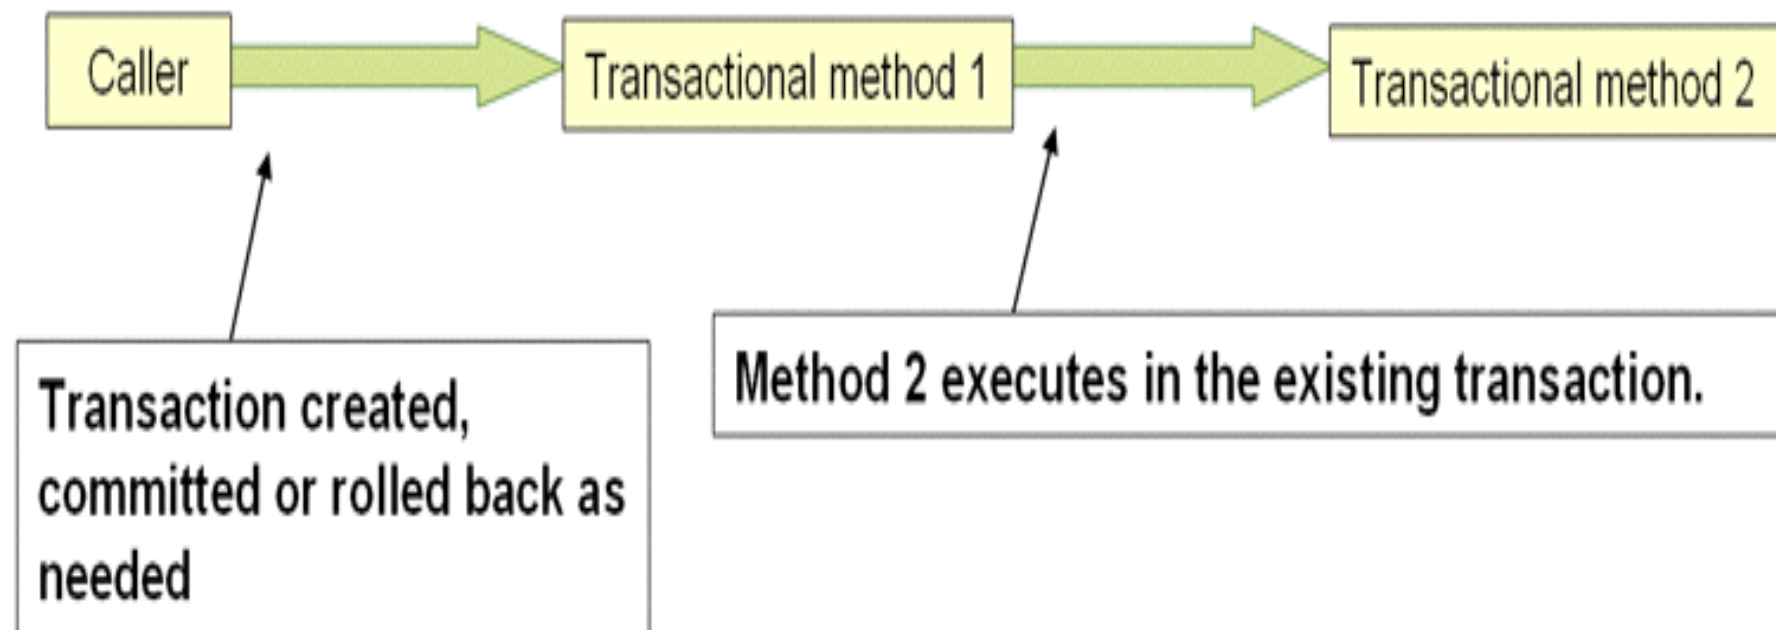 Caller
Transactional method 1
Transactional method 2
Transaction created,
committed or rolled back as
needed
Method 2 executes in the existing transaction.